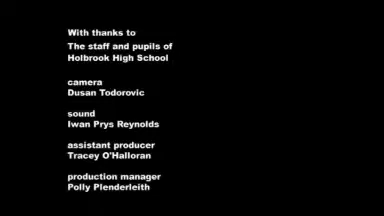 With thanks to
The staff and pupils of
Holbrook High School
camera
Dusan Todorovic
sound
Iwan Prys Reynolds
assistant producer
Tracey O'Halloran
production manager
Polly Plenderleith